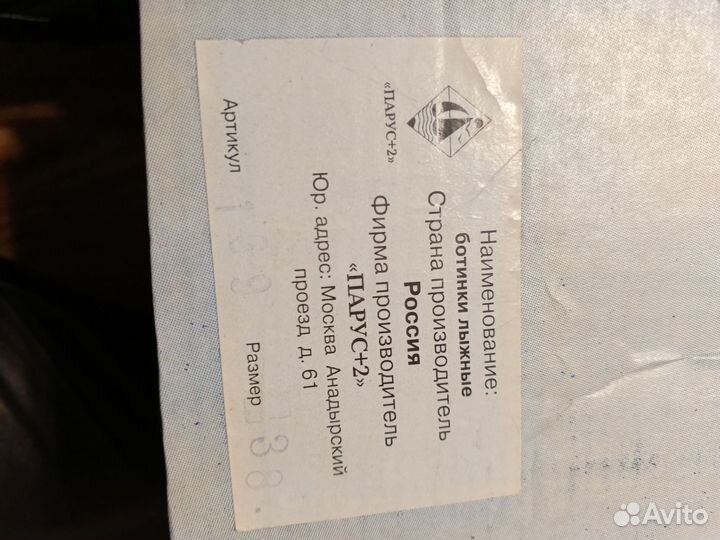 «ПАРУС+2»
Наименование:
ботинки лыжные
Страна производитель
Россия
Фирма производитель
«ПАРУС+2»
Юр. адрес: Москва Анадырский
проезд д. 61
Артикул Размер 38
Avito